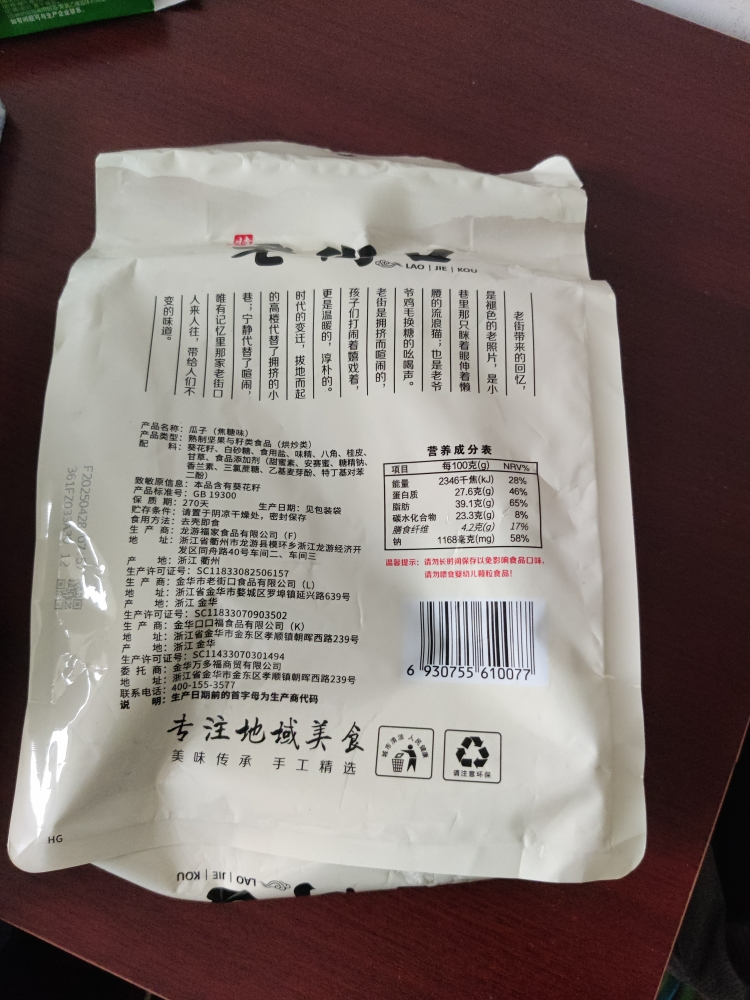 如有问题可与生产企业联系。
老街口
LAO | JIE | KOU
老街带来的回忆，
是褪色的老照片，是小
巷里那只眯着眼伸着懒
腰的流浪猫；也是老爷
爷鸡毛换糖的吆喝声。
老街是拥挤而喧闹的，
孩子们打闹着嬉戏着，
更是温暖的，淳朴的。
时代的变迁，拔地而起
的高楼代替了拥挤的小
巷；宁静代替了喧闹，
唯有记忆里那家老街口
人来人往，带给人们不
变的味道。
产品名称：瓜子（焦糖味）
产品类型：熟制坚果与籽类食品（烘炒类）
配 料：葵花籽、白砂糖、食用盐、味精、八角、桂皮、
甘草、食品添加剂（甜蜜素、安赛蜜、糖精钠、
香兰素、三氯蔗糖、乙基麦芽酚、特丁基对苯
二酚）
致敏原信息：本品含有葵花籽
产品标准号：GB 19300
保 质 期：270天 生产日期：见包装袋
贮存条件：请置于阴凉干燥处，密封保存
食用方法：去壳即食
生 产 商：龙游福家食品有限公司（F）
地 址：浙江省衢州市龙游县模环乡浙江龙游经济开
发区同舟路40号车间二、车间三
产 地：浙江 衢州
生产许可证号：SC11833082506157
生 产 商：金华市老街口食品有限公司（L）
地 址：浙江省金华市婺城区罗埠镇延兴路639号
产 地：浙江 金华
生产许可证号：SC11833070903502
生 产 商：金华口口福食品有限公司（K）
地 址：浙江省金华市金东区孝顺镇朝晖西路239号
产 地：浙江 金华
生产许可证号：SC11433070301494
委 托 商：金华万多福商贸有限公司
地 址：浙江省金华市金东区孝顺镇朝晖西路239号
联系电话：400-155-3577
说 明：生产日期前的首字母为生产商代码
营养成分表
项目 每100克(g) NRV%
能量 2346千焦(kJ) 28%
蛋白质 27.6克(g) 46%
脂肪 39.1克(g) 65%
碳水化合物 23.3克(g) 8%
膳食纤维 4.2克(g) 17%
钠 1168毫克(mg) 58%
温馨提示：请勿长时间保存以免影响食品口味，
请勿喂食婴幼儿颗粒食品！
6 930755 610077
专注地域美食
美味传承 手工精选
城市清洁 人民健康
请注意环保
HG
LAO | JIE | KOU